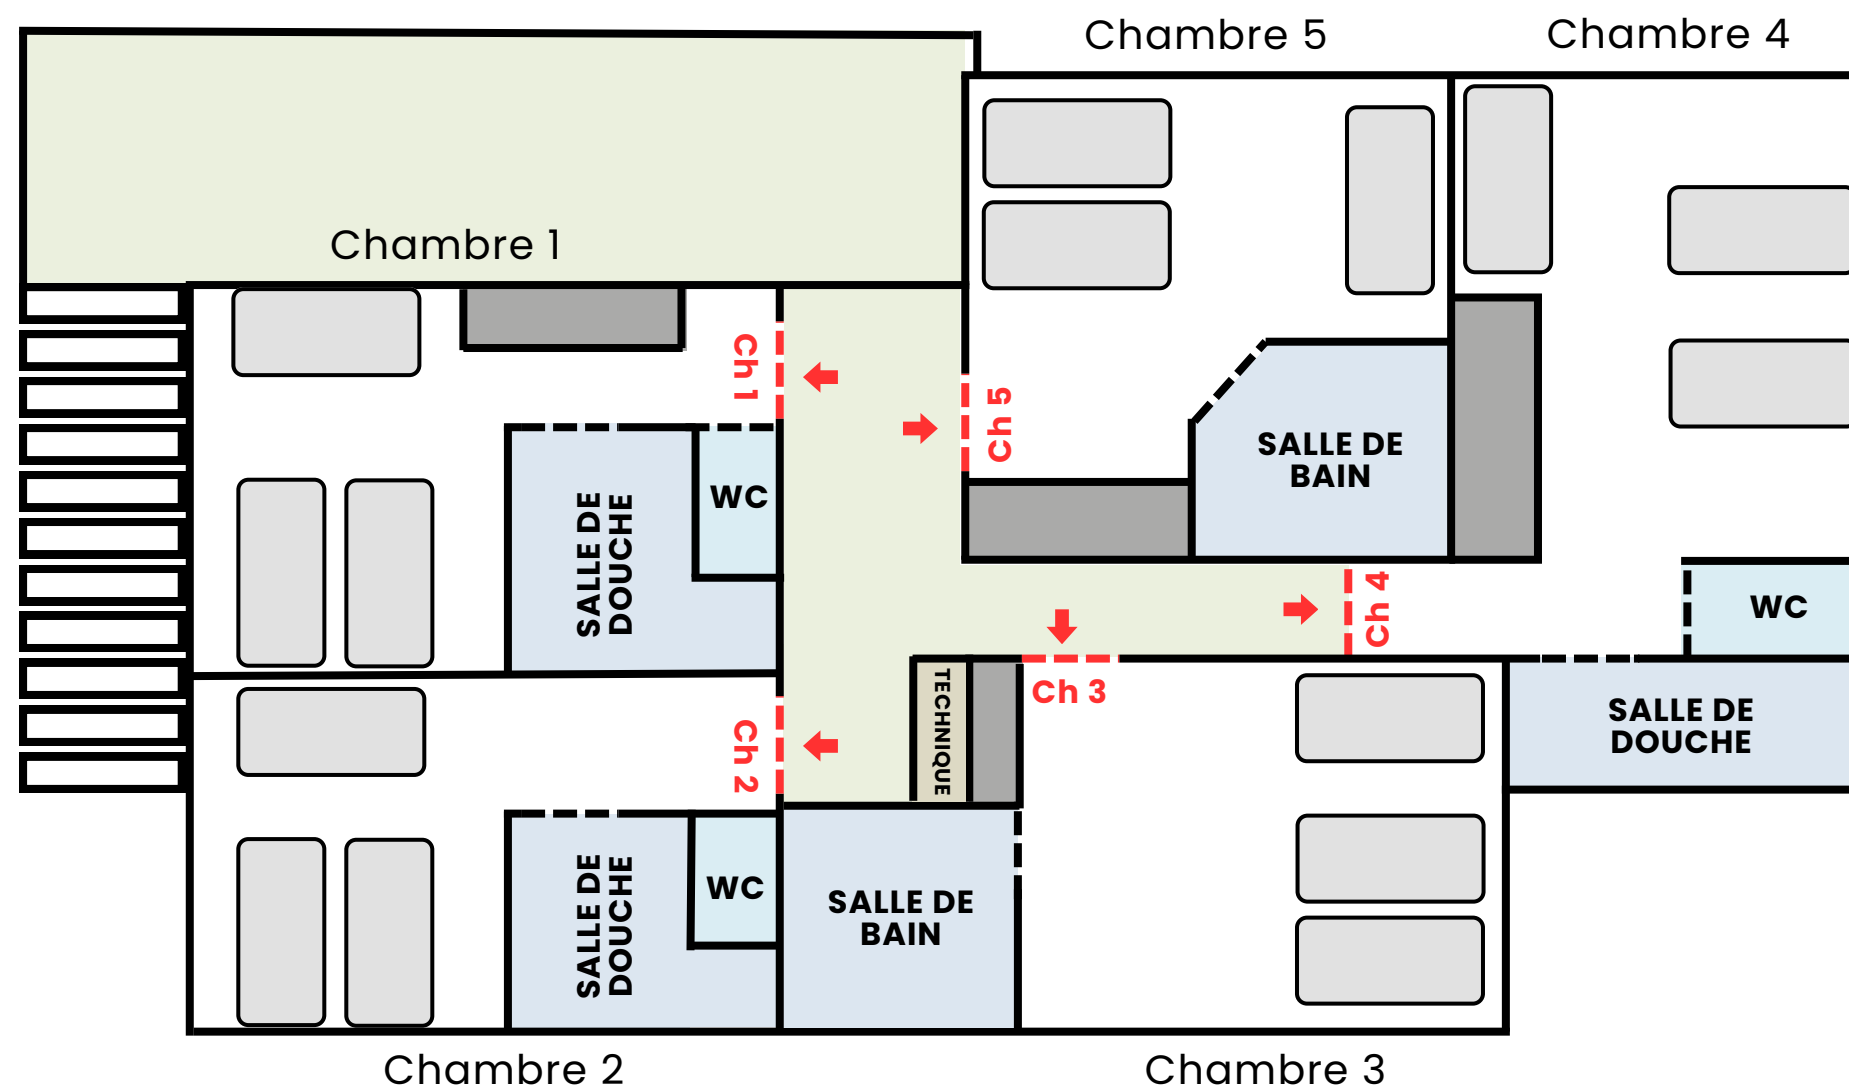 Chambre 5
Chambre 4
Chambre 1
Ch 1
Ch 5
SALLE DE
BAIN
WC
SALLE DE
DOUCHE
Ch 4
WC
TECHNIQUE
Ch 3
Ch 2
SALLE DE
DOUCHE
WC
SALLE DE
DOUCHE
SALLE DE
BAIN
Chambre 2
Chambre 3